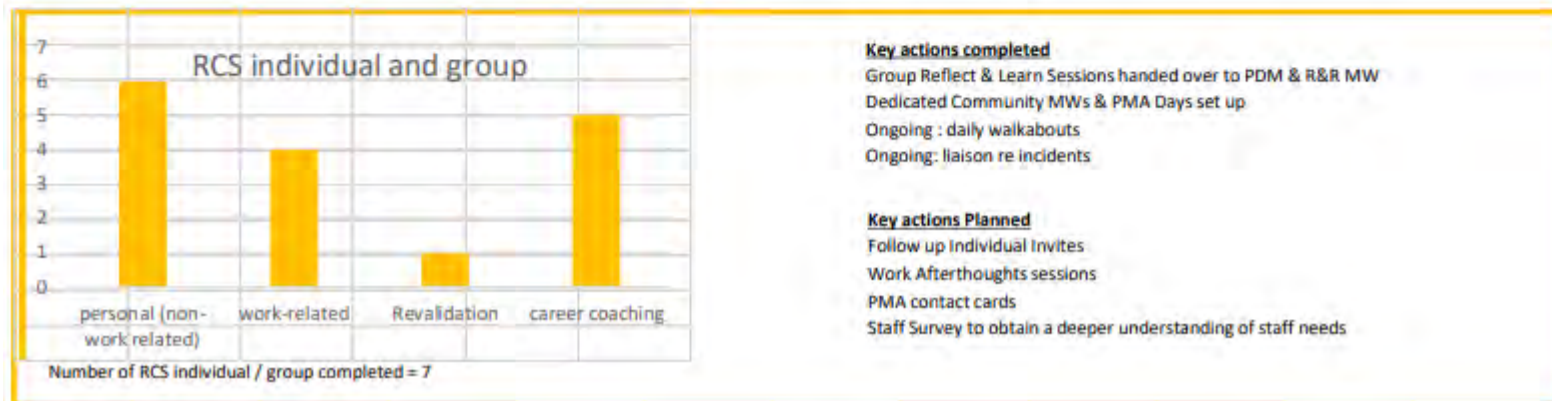 RCS individual and group
7
6
5
4
3
2
1
0
personal (non-
work related)
work-related
Revalidation
career coaching
Number of RCS individual / group completed = 7
Key actions completed
Group Reflect & Learn Sessions handed over to PDM & R&R MW
Dedicated Community MWs & PMA Days set up
Ongoing : daily walkabouts
Ongoing: liaison re incidents
Key actions Planned
Follow up Individual Invites
Work Afterthoughts sessions
PMA contact cards
Staff Survey to obtain a deeper understanding of staff needs